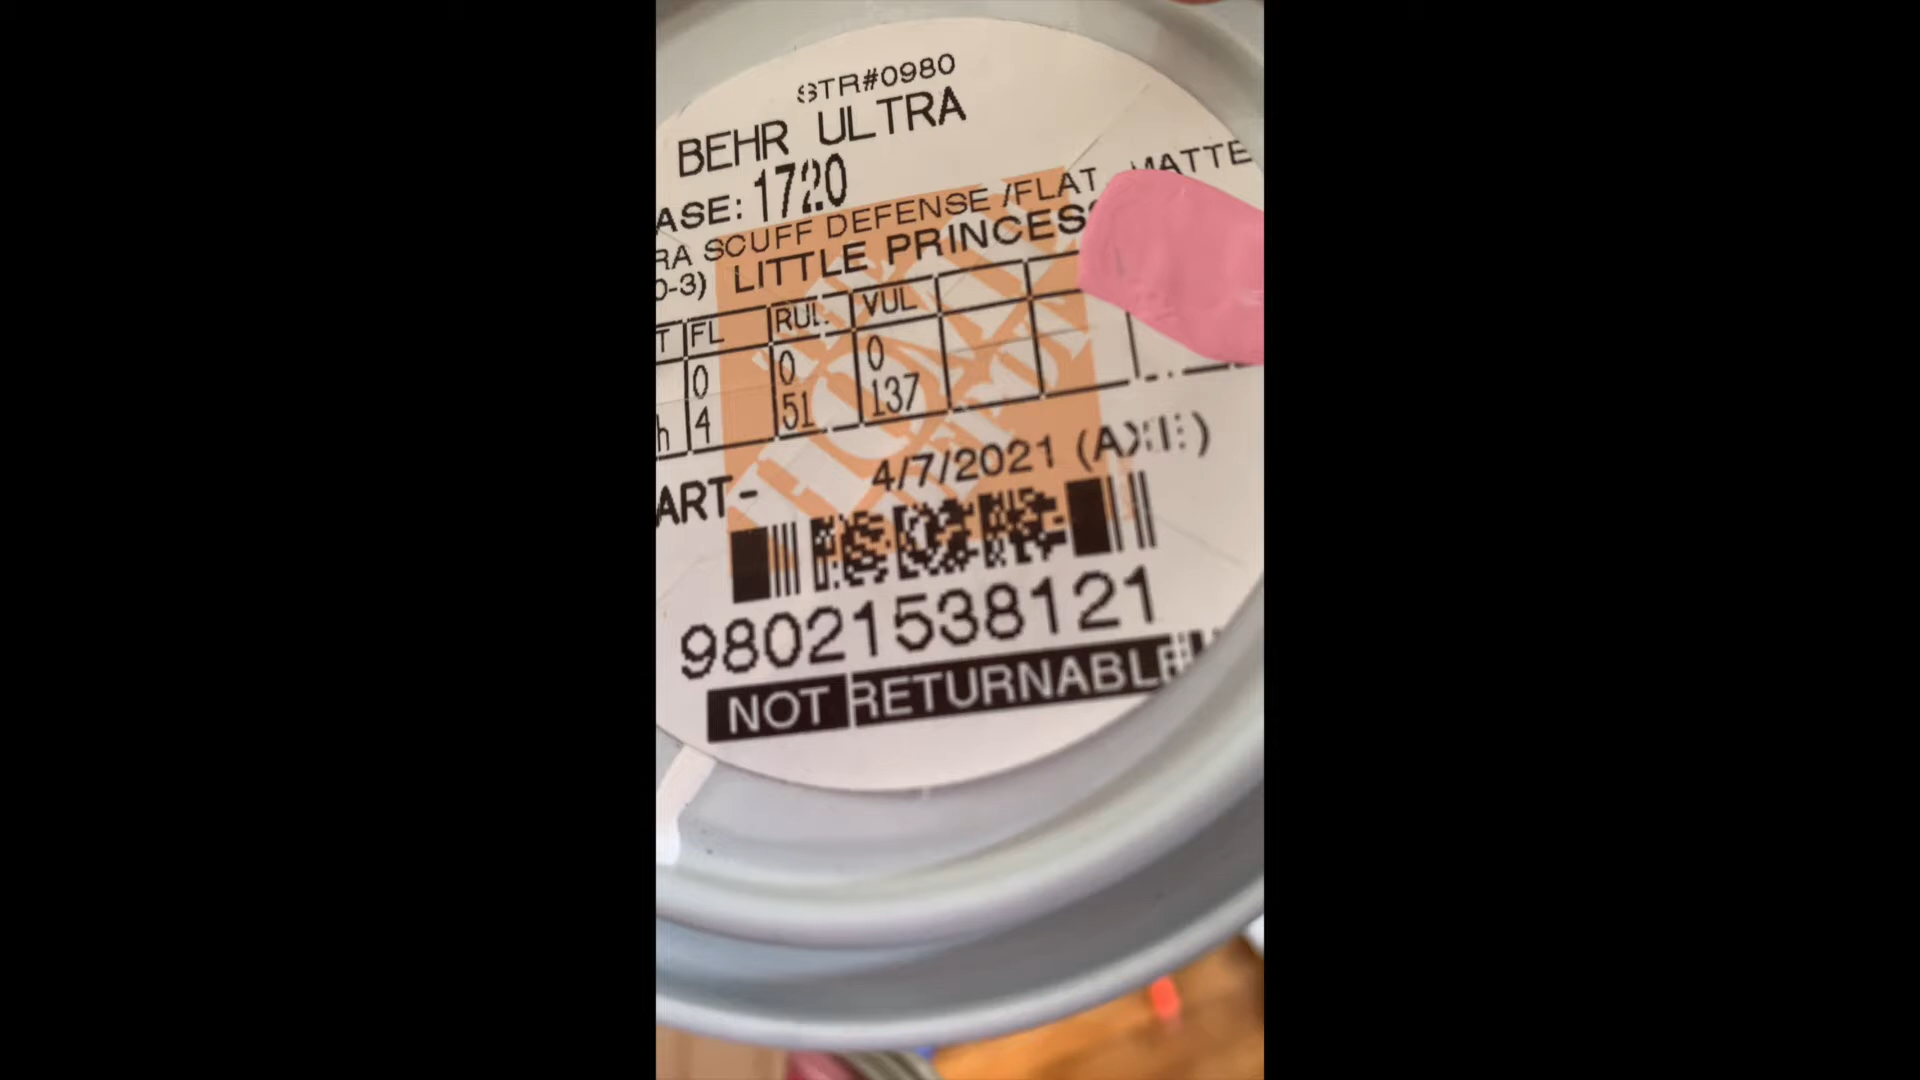 STR#0980
BEHR ULTRA
ASE: 1720
RA SCUFF DEFENSE /FLAT MATTE
0-3) LITTLE PRINCESS
T FL RUL VUL
0 0 0
h 4 51 137
ART- 4/7/2021
98021538121
NOT RETURNABLE